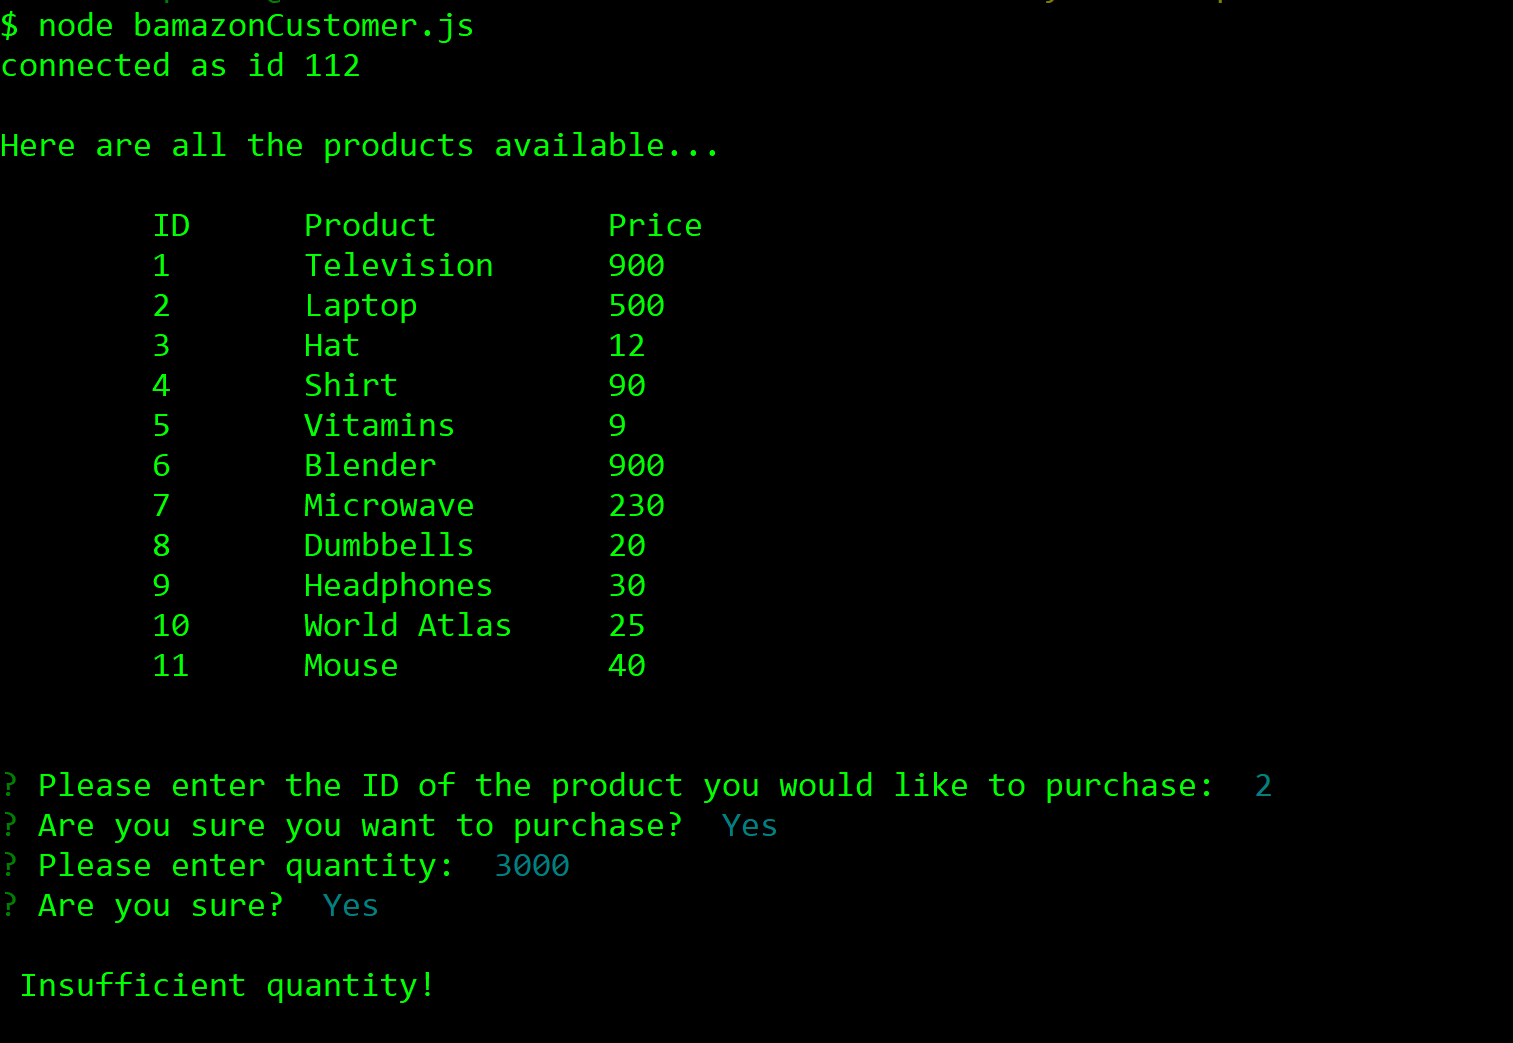 $ node bamazonCustomer.js
connected as id 112
Here are all the products available...
ID Product Price
1 Television 900
2 Laptop 500
3 Hat 12
4 Shirt 90
5 Vitamins 9
6 Blender 900
7 Microwave 230
8 Dumbbells 20
9 Headphones 30
10 World Atlas 25
11 Mouse 40
? Please enter the ID of the product you would like to purchase: 2
? Are you sure you want to purchase? Yes
? Please enter quantity: 3000
? Are you sure? Yes
Insufficient quantity!